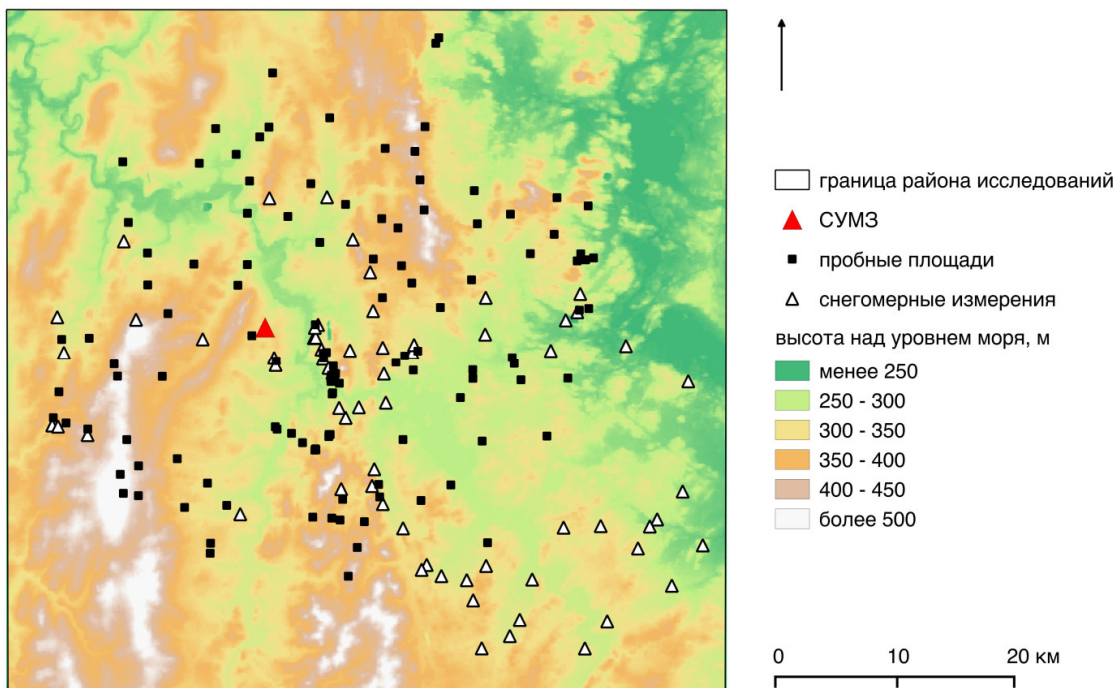 граница района исследований
СУМЗ
пробные площади
снегомерные измерения
высота над уровнем моря, м
менее 250
250 - 300
300 - 350
350 - 400
400 - 450
более 500
0 10 20 км